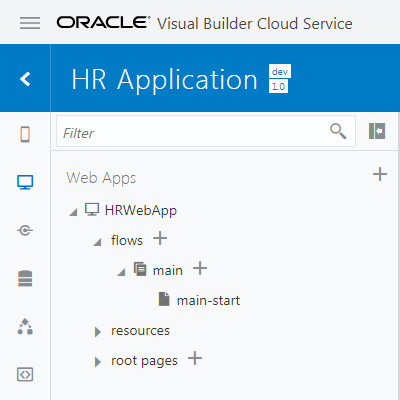 ORACLE Visual Builder Cloud Service
HR Application dev
1.0
Filter
Web Apps
HRWebApp
flows
main
main-start
resources
root pages